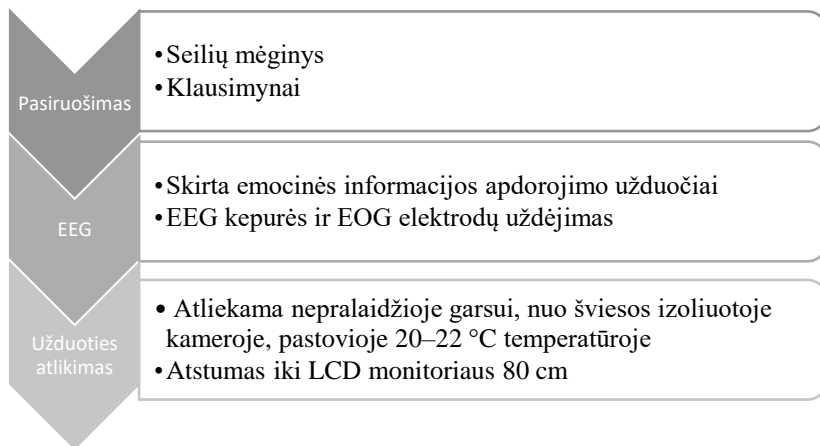 Pasiruošimas
•Seilių mėginys
•Klausimynai
EEG
•Skirta emocinės informacijos apdorojimo užduočiai
•EEG kepurės ir EOG elektrodų uždėjimas
Užduoties
atlikimas
• Atliekama nepralaidžioje garsui, nuo šviesos izoliuotoje
kameroje, pastovioje 20–22 °C temperatūroje
•Atstumas iki LCD monitoriaus 80 cm